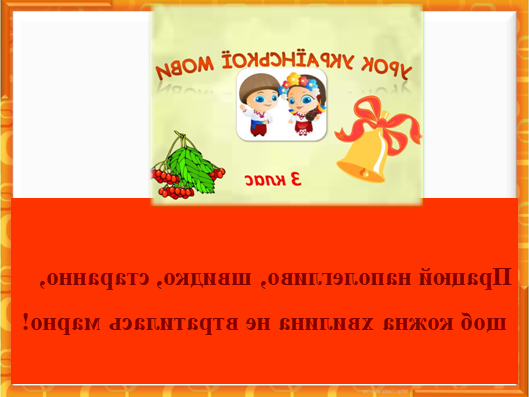 УРОК УКРАЇНСЬКОЇ МОВИ
3 клас
Працюй наполегливо, швидко, старанно,
щоб кожна хвилина не втратилась марно!